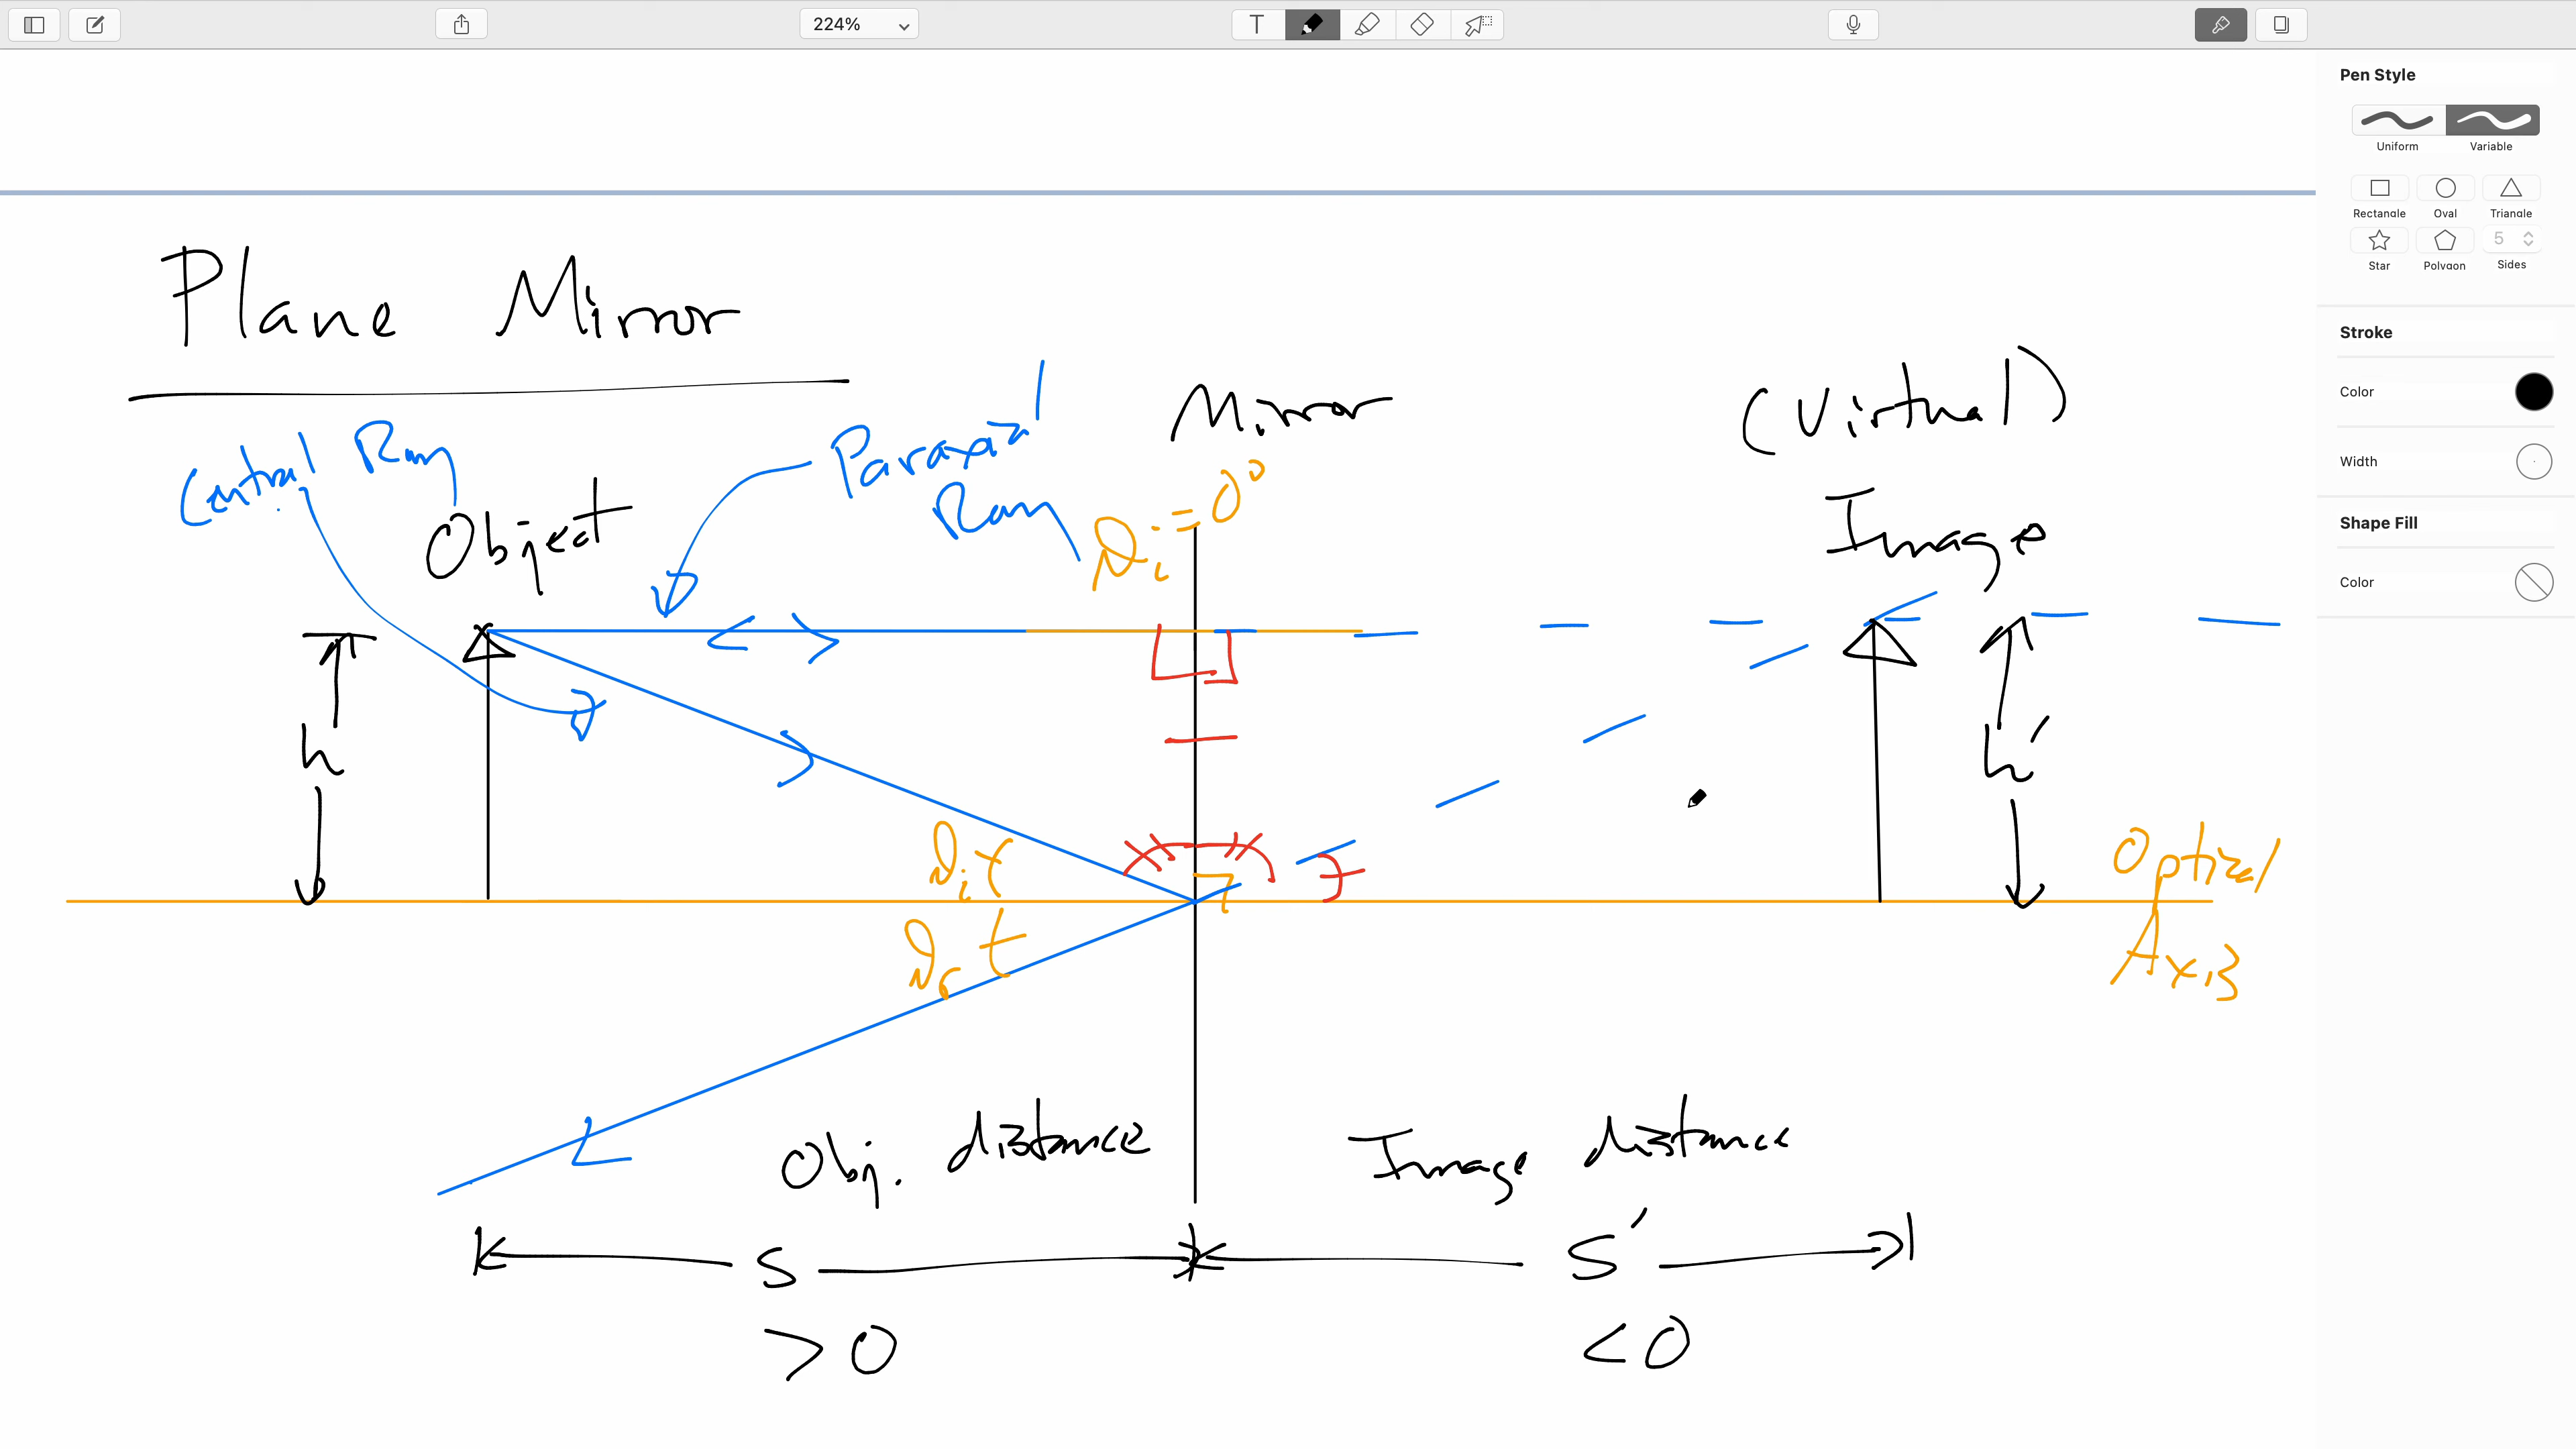 224%
T
Pen Style
Uniform
Variable
Rectangle
Oval
Triangle
5
Star
Polygon
Sides
Stroke
Color
Width
Shape Fill
Color
Plane Mirror
Mirror
(Virtual)
Central Ray
Paraxial
Ray
θi = 0°
Object
Image
h
h'
θi
θr
Optical
Axis
Obj. distance
Image distance
s
s'
>0
<0